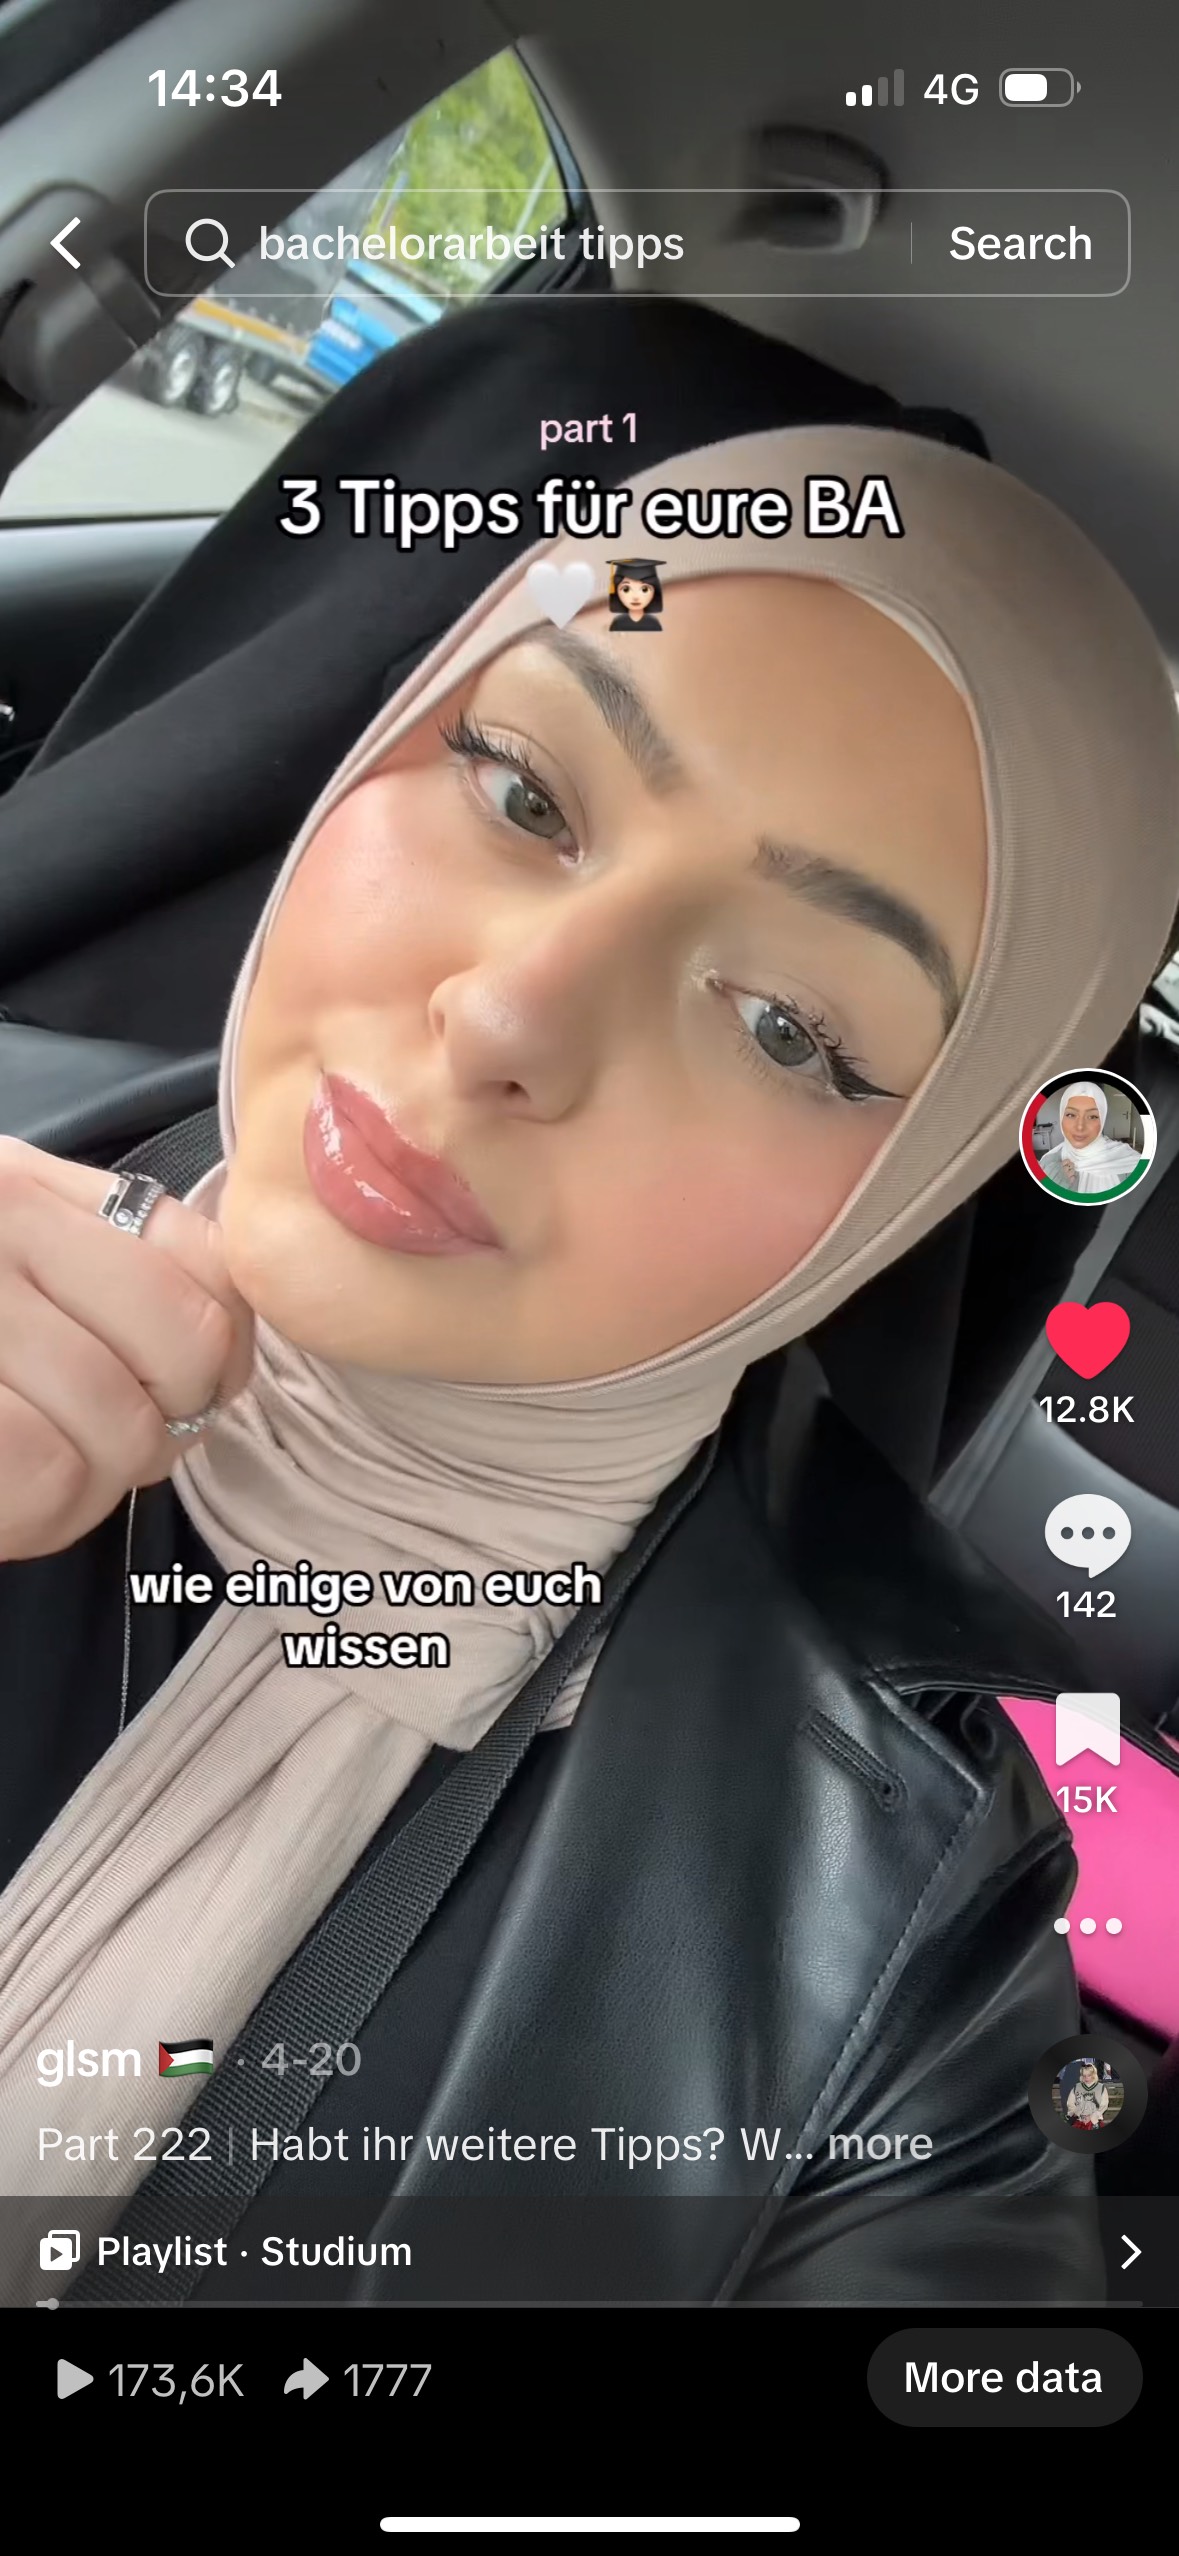 14:34
4G
bachelorarbeit tipps
Search
part 1
3 Tipps für eure BA
wie einige von euch
wissen
12.8K
142
15K
glsm · 4-20
Part 222 | Habt ihr weitere Tipps? W... more
Playlist · Studium
173,6K
1777
More data